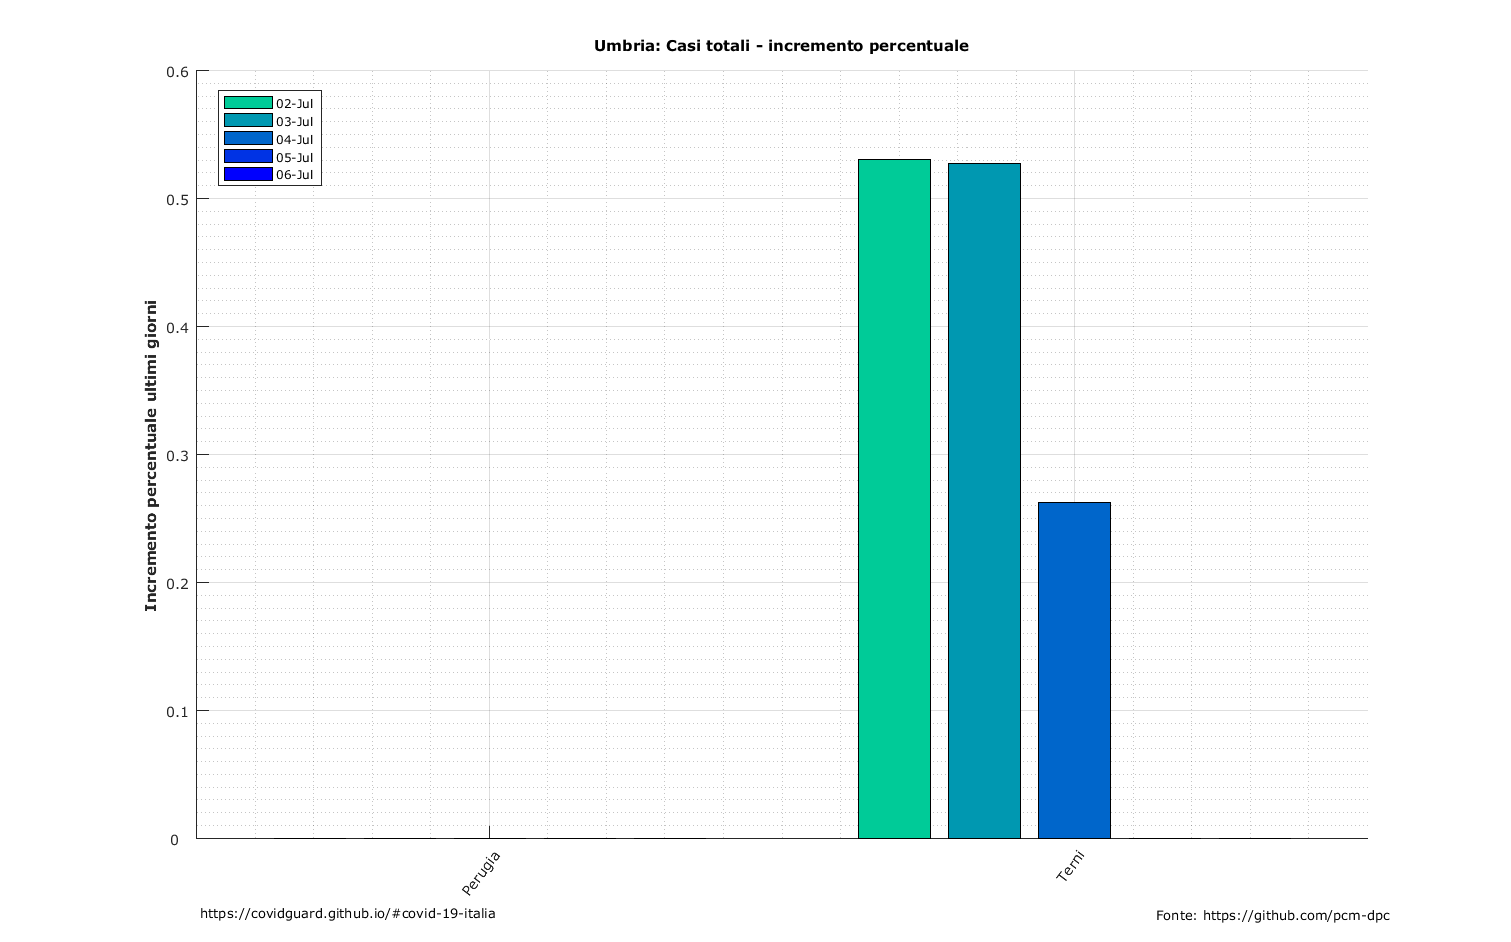 Umbria: Casi totali - incremento percentuale
0.6
0.5
0.4
0.3
0.2
0.1
0
Incremento percentuale ultimi giorni
02-Jul
03-Jul
04-Jul
05-Jul
06-Jul
Perugia
Terni
https://covidguard.github.io/#covid-19-italia
Fonte: https://github.com/pcm-dpc